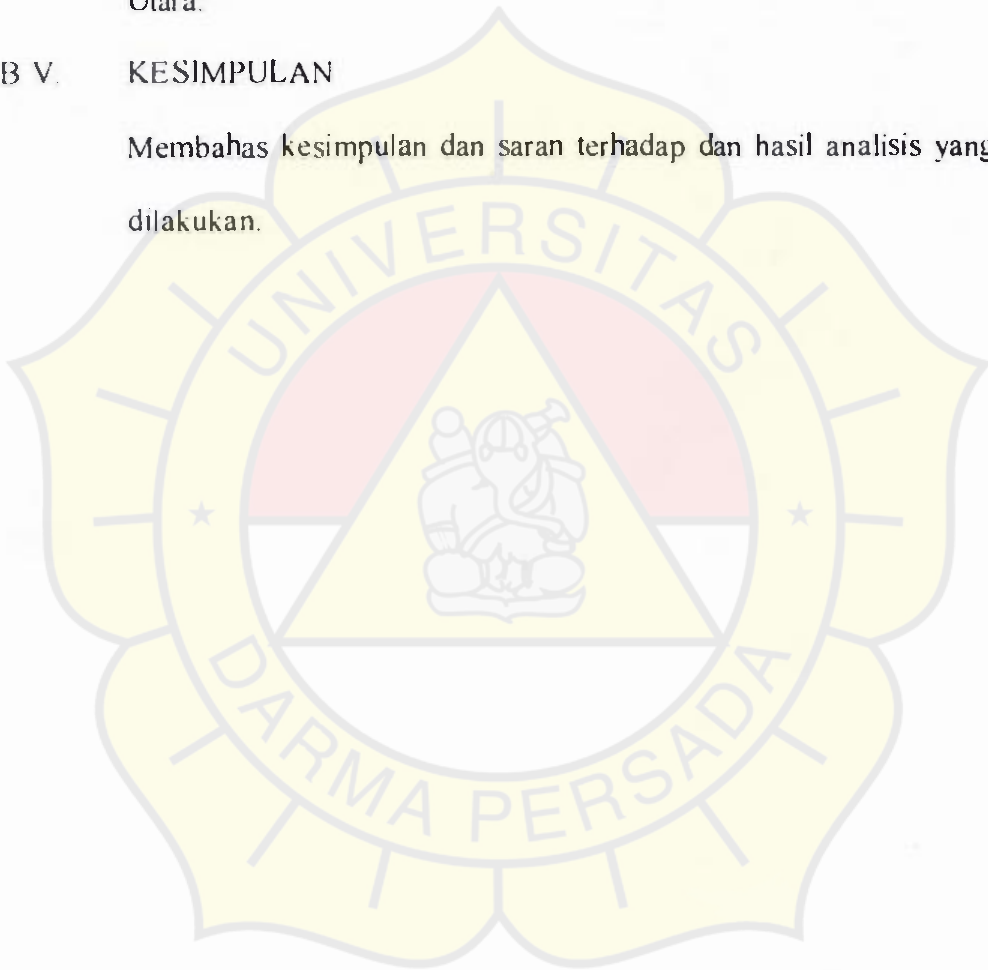 Utara.
B V. KESIMPULAN
Membahas kesimpulan dan saran terhadap dan hasil analisis yang
dilakukan.
UNIVERSITAS
DARMA PERSADA